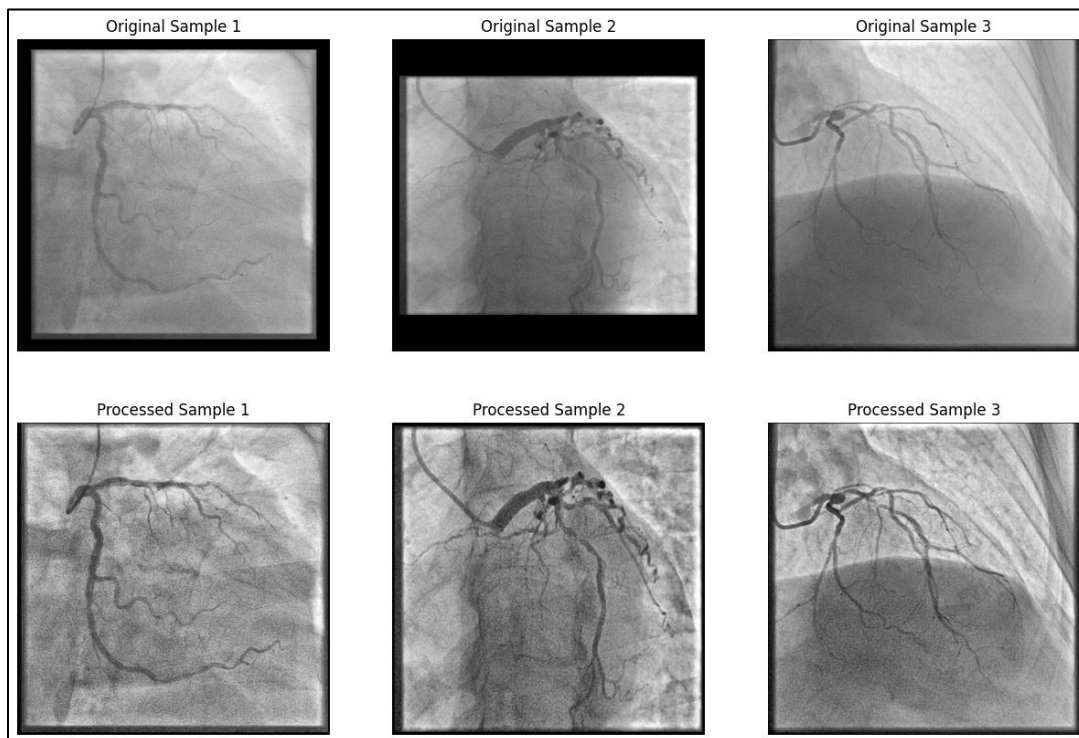 Original Sample 1
Original Sample 2
Original Sample 3
Processed Sample 1
Processed Sample 2
Processed Sample 3